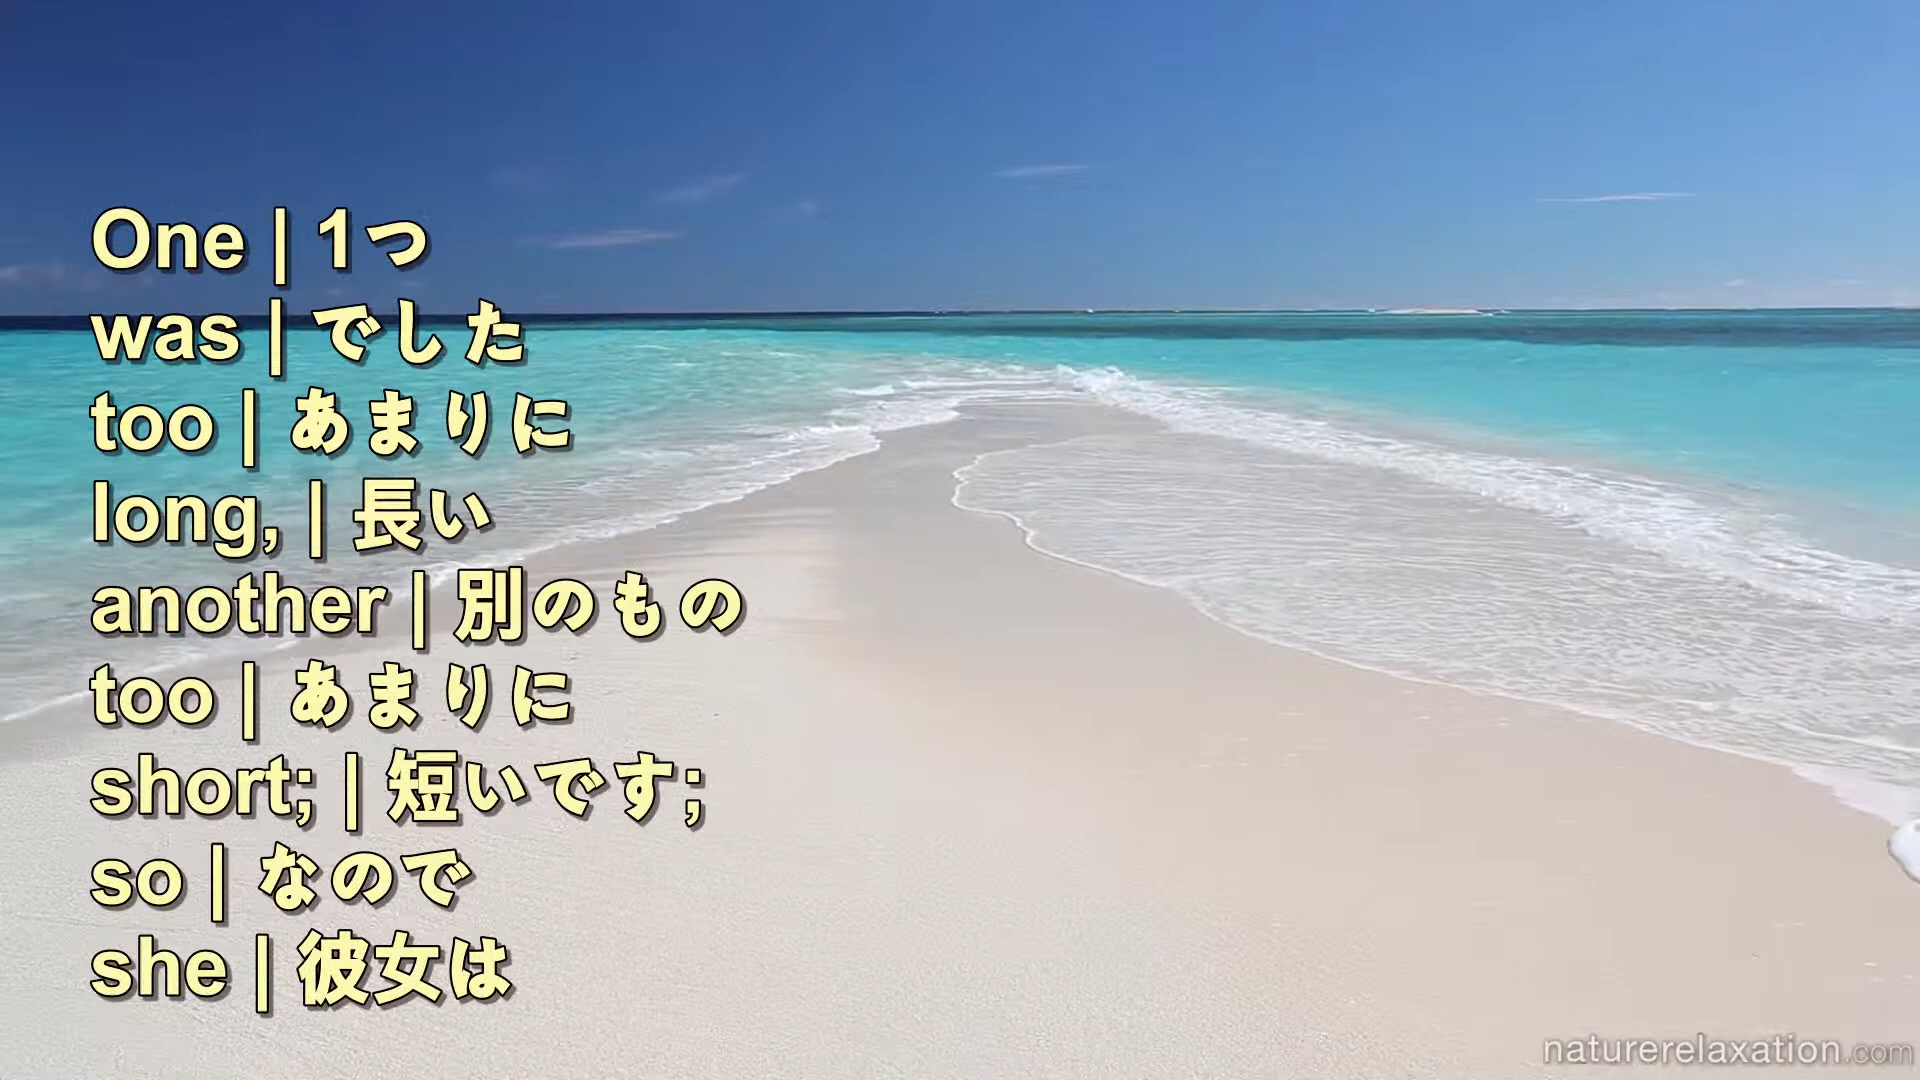 One | 1つ
was | でした
too | あまりに
long, | 長い
another | 別のもの
too | あまりに
short; | 短いです;
so | なので
she | 彼女は
naturerelaxation.com